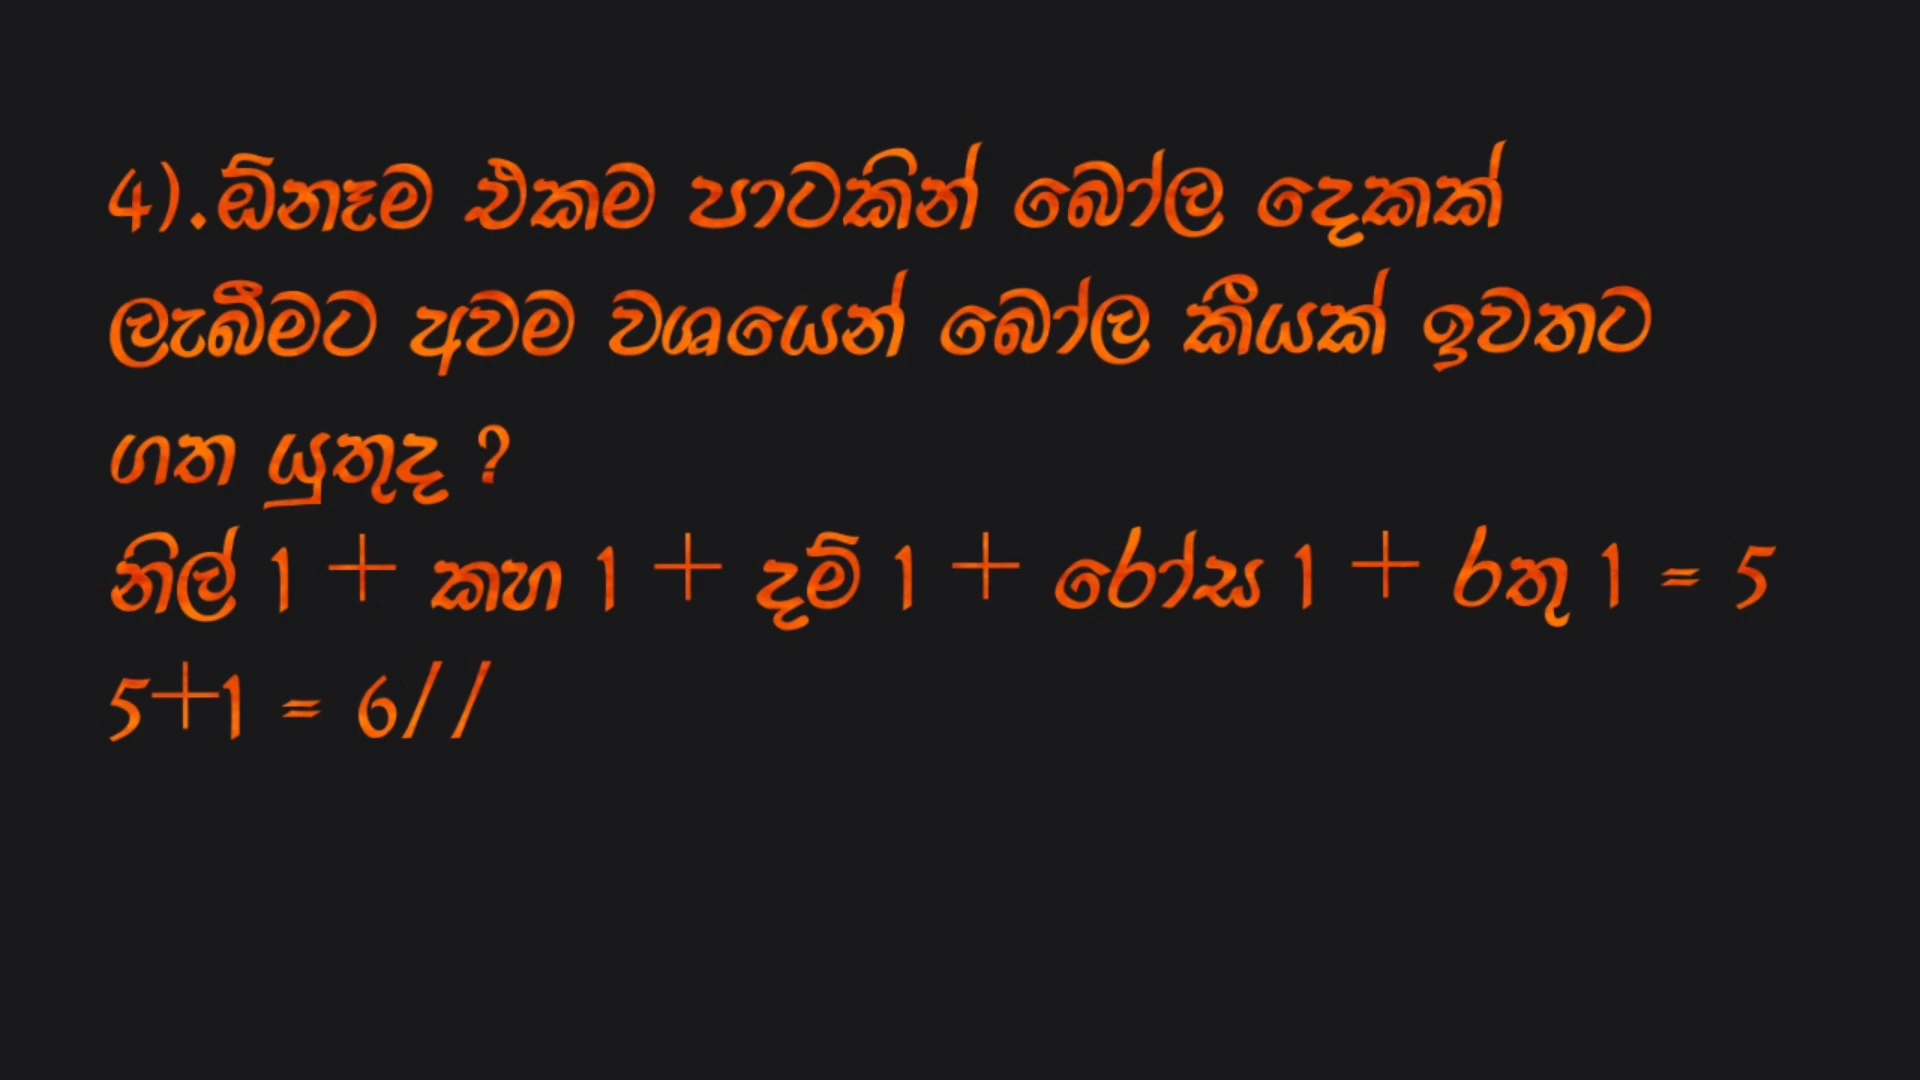 4).ඕනෑම එකම පාටකින් බෝල දෙකක්
ලැබීමට අවම වශයෙන් බෝල කීයක් ඉවතට
ගත යුතුද ?
නිල් 1 + කහ 1 + දම් 1 + රෝස 1 + රතු 1 = 5
5+1 = 6//